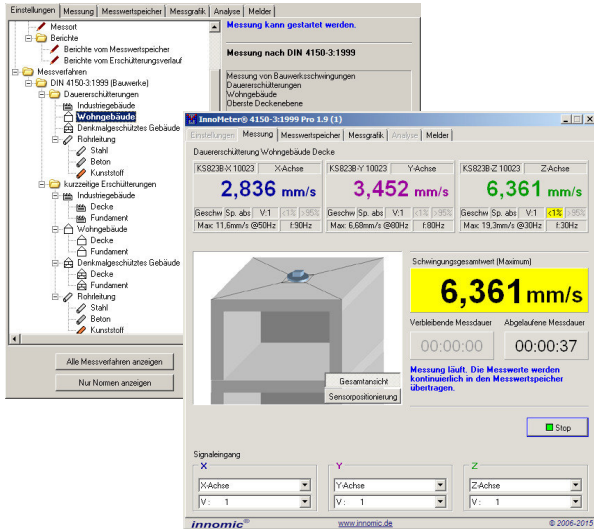 Einstellungen Messung Messwertspeicher Messgrafik Analyse Melder
Messort
Berichte
Berichte vom Messwertspeicher
Berichte vom Erschütterungsverlauf
Messverfahren
DIN 4150-3:1999 (Bauwerke)
Dauererschütterungen
Industriegebäude
Wohngebäude
Denkmalgeschütztes Gebäude
Rohrleitung
Stahl
Beton
Kunststoff
kurzzeitige Erschütterungen
Industriegebäude
Decke
Fundament
Wohngebäude
Decke
Fundament
Denkmalgeschütztes Gebäude
Decke
Fundament
Rohrleitung
Stahl
Beton
Kunststoff
Alle Messverfahren anzeigen
Nur Normen anzeigen
Messung kann gestartet werden.
Messung nach DIN 4150-3:1999
Messung von Bauwerksschwingungen
Dauererschütterungen
Wohngebäude
Oberste Deckenebene
InnoMeter® 4150-3:1999 Pro 1.9 (1)
Einstellungen Messung Messwertspeicher Messgrafik Analyse Melder
Dauererschütterung Wohngebäude Decke
KS823B-X 10023 X-Achse
2,836 mm/s
Geschw Sp. abs V:1 <1% >95%
Max: 11,6mm/s @50Hz f:90Hz
KS823B-Y 10023 Y-Achse
3,452 mm/s
Geschw Sp. abs V:1 <1% >95%
Max: 6,68mm/s @80Hz f:80Hz
KS823B-Z 10023 Z-Achse
6,361 mm/s
Geschw Sp. abs V:1 <1% >95%
Max: 19,3mm/s @30Hz f:30Hz
Gesamtansicht
Sensorpositionierung
Schwingungsgesamtwert (Maximum)
6,361 mm/s
Verbleibende Messdauer Abgelaufene Messdauer
00:00:00 00:00:37
Messung läuft. Die Messwerte werden
kontinuierlich in den Messwertspeicher
übertragen.
Stop
Signaleingang
X Y Z
X-Achse Y-Achse Z-Achse
V: 1 V: 1 V: 1
innomic® www.innomic.de © 2006-2015